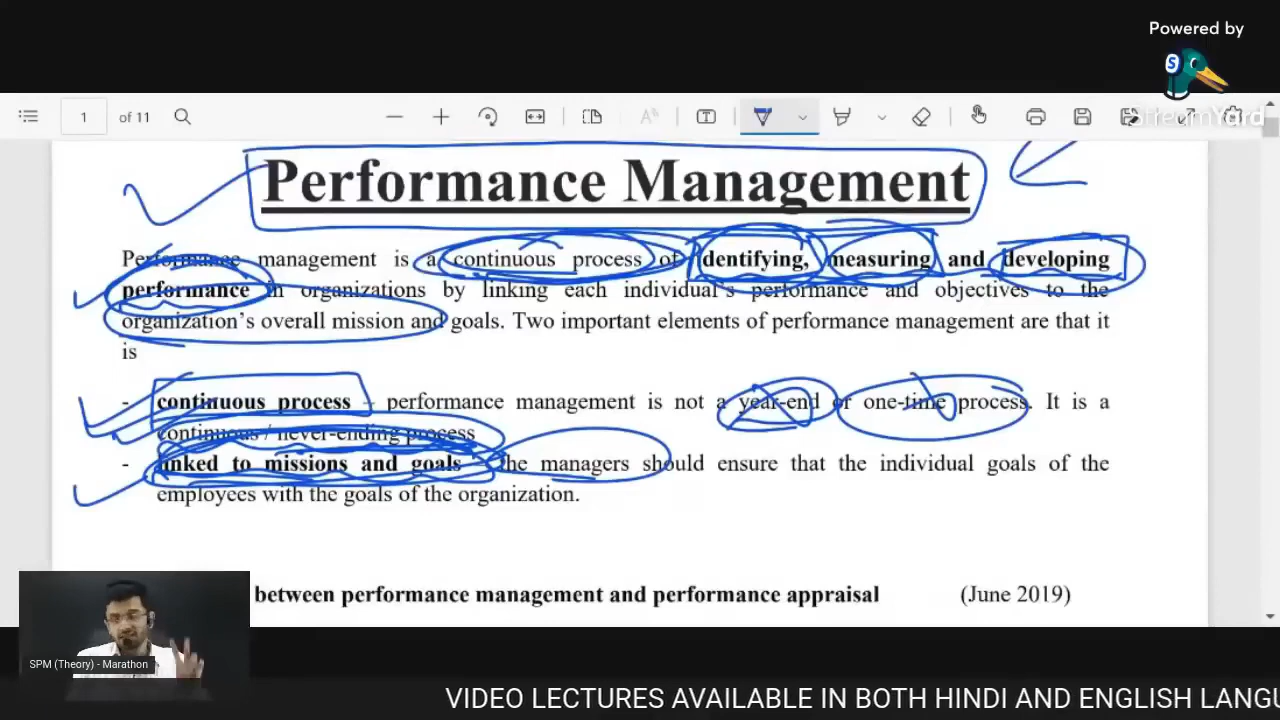 Powered by
StreamYard
1 of 11
Performance Management
Performance management is a continuous process of identifying, measuring and developing
performance in organizations by linking each individual's performance and objectives to the
organization's overall mission and goals. Two important elements of performance management are that it
is
- continuous process – performance management is not a year-end or one-time process. It is a
continuous / never-ending process
- linked to missions and goals – the managers should ensure that the individual goals of the
employees with the goals of the organization.
between performance management and performance appraisal (June 2019)
SPM (Theory) - Marathon
VIDEO LECTURES AVAILABLE IN BOTH HINDI AND ENGLISH LANGU